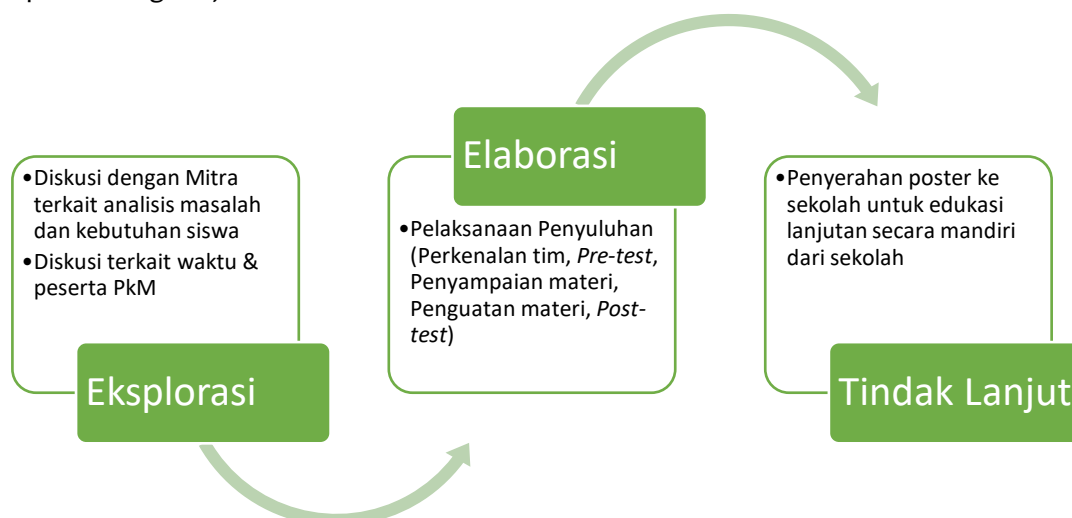 •Diskusi dengan Mitra
terkait analisis masalah
dan kebutuhan siswa
•Diskusi terkait waktu &
peserta PkM
Eksplorasi
Elaborasi
•Pelaksanaan Penyuluhan
(Perkenalan tim, Pre-test,
Penyampaian materi,
Penguatan materi, Post-
test)
•Penyerahan poster ke
sekolah untuk edukasi
lanjutan secara mandiri
dari sekolah
Tindak Lanjut